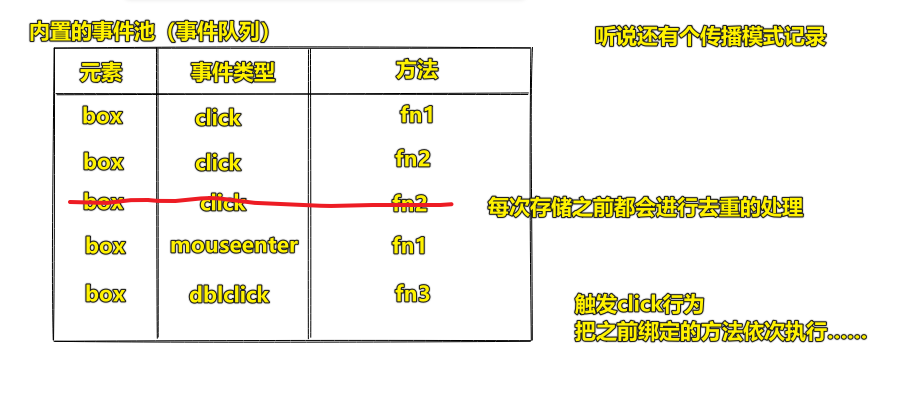 内置的事件池（事件队列）
听说还有个传播模式记录
元素 事件类型 方法
box click fn1
box click fn2
box click fn2
每次存储之前都会进行去重的处理
box mouseenter fn1
box dblclick fn3
触发click行为
把之前绑定的方法依次执行……